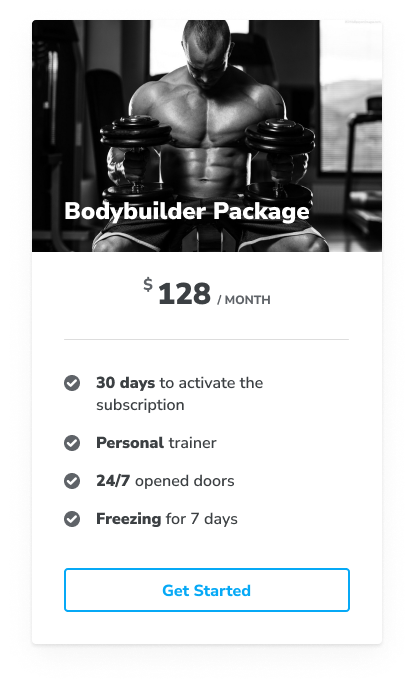 Bodybuilder Package
$128 / MONTH
30 days to activate the
subscription
Personal trainer
24/7 opened doors
Freezing for 7 days
Get Started